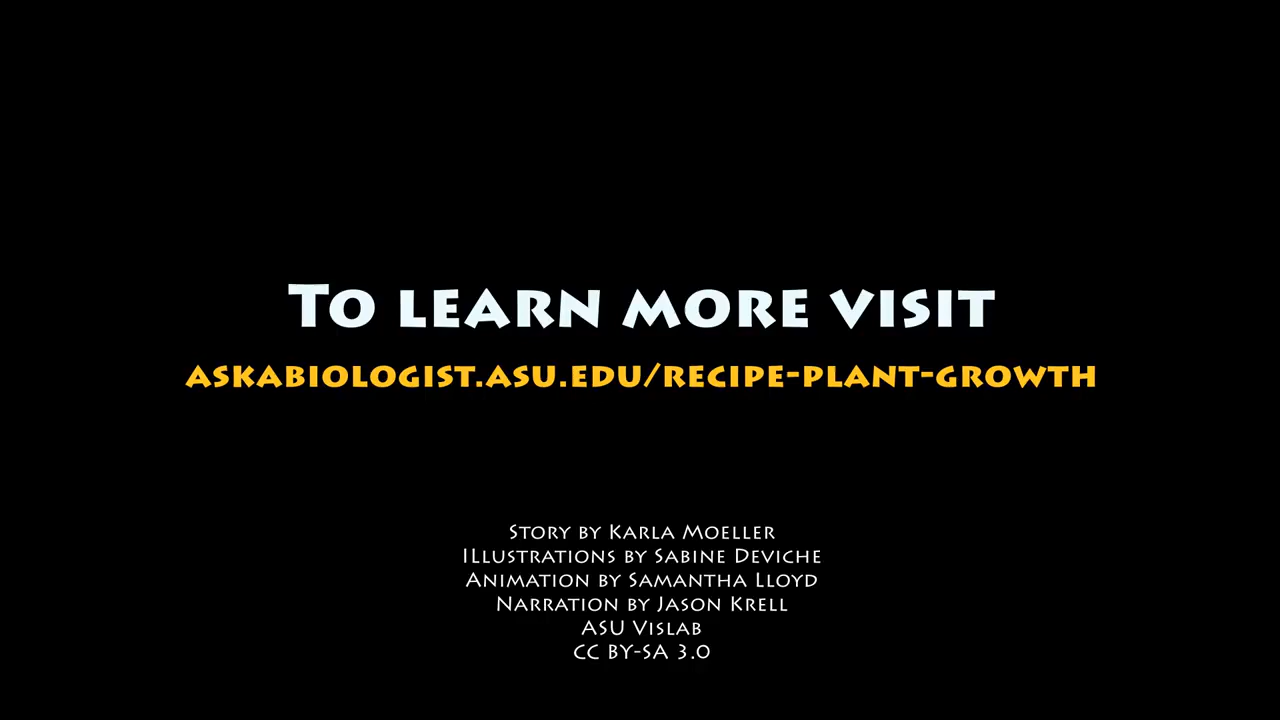 To learn more visit
askabiologist.asu.edu/recipe-plant-growth
Story by Karla Moeller
Illustrations by Sabine Deviche
Animation by Samantha Lloyd
Narration by Jason Krell
ASU VisLab
CC BY-SA 3.0